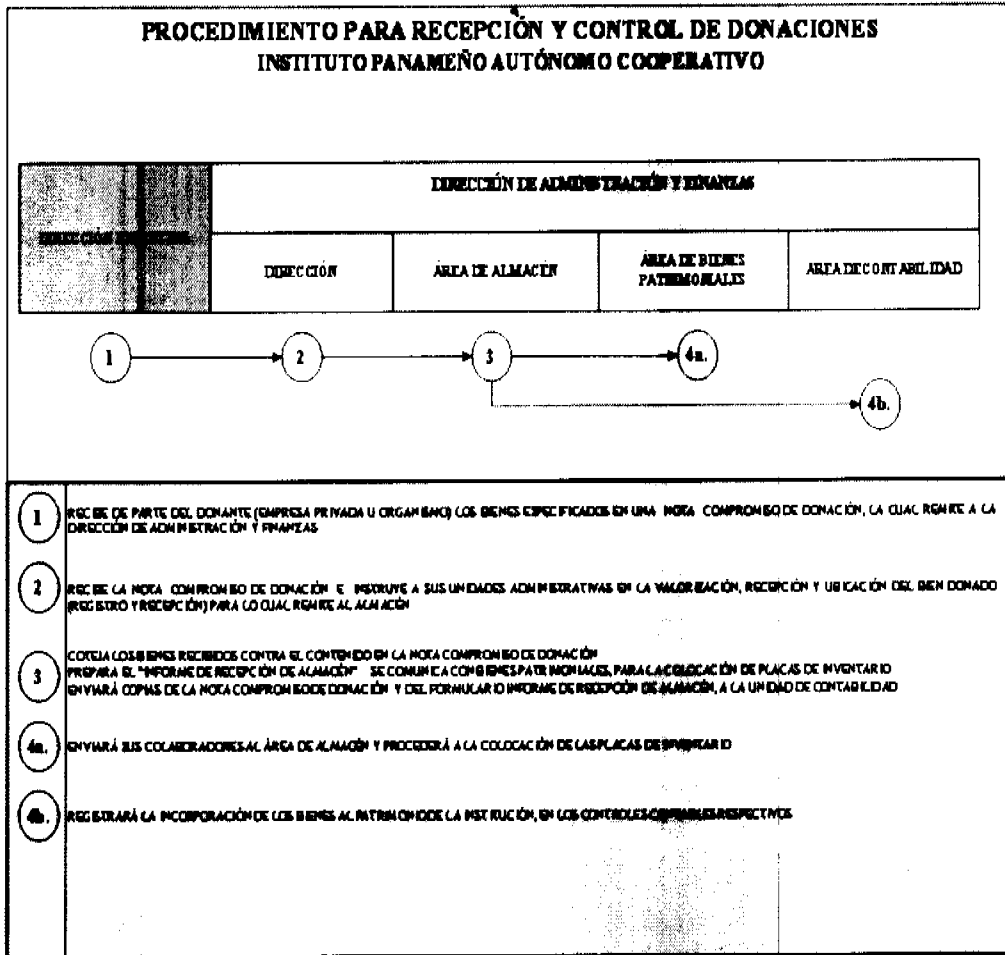 PROCEDIMIENTO PARA RECEPCIÓN Y CONTROL DE DONACIONES
INSTITUTO PANAMEÑO AUTÓNOMO COOPERATIVO
DIRECCIÓN DE ADMINISTRACIÓN Y FINANZAS
DIRECCIÓN
DIRECCIÓN
ÁREA DE ALMACÉN
ÁREA DE BIENES
PATRIMONIALES
ÁREA DE CONTABILIDAD
1
2
3
4a.
4b.
1
RECIBE DE PARTE DEL DONANTE (EMPRESA PRIVADA U ORGANISMO) LOS BIENES ESPECIFICADOS EN UNA NOTA COMPROMISO DE DONACIÓN, LA CUAL REMITE A LA
DIRECCIÓN DE ADMINISTRACIÓN Y FINANZAS
2
RECIBE LA NOTA COMPROMISO DE DONACIÓN E INSTRUYE A SUS UNIDADES ADMINISTRATIVAS EN LA VALORIZACIÓN, RECEPCIÓN Y UBICACIÓN DEL BIEN DONADO
(REGISTRO Y RECEPCIÓN) PARA LO CUAL REMITE AL ALMACÉN
3
COTEJA LOS BIENES RECIBIDOS CONTRA EL CONTENIDO EN LA NOTA COMPROMISO DE DONACIÓN
PREPARA EL "INFORME DE RECEPCIÓN DE ALMACÉN" SE COMUNICA CON BIENES PATRIMONIALES, PARA LA COLOCACIÓN DE PLACAS DE INVENTARIO
ENVIARÁ COPIAS DE LA NOTA COMPROMISO DE DONACIÓN Y DEL FORMULARIO INFORME DE RECEPCIÓN DE ALMACÉN, A LA UNIDAD DE CONTABILIDAD
4a.
ENVIARÁ SUS COLABORADORES AL ÁREA DE ALMACÉN Y PROCEDERÁ A LA COLOCACIÓN DE LAS PLACAS DE INVENTARIO
4b.
REGISTRARÁ LA INCORPORACIÓN DE LOS BIENES AL PATRIMONIO DE LA INSTITUCIÓN, EN LOS CONTROLES CONTABLES RESPECTIVOS